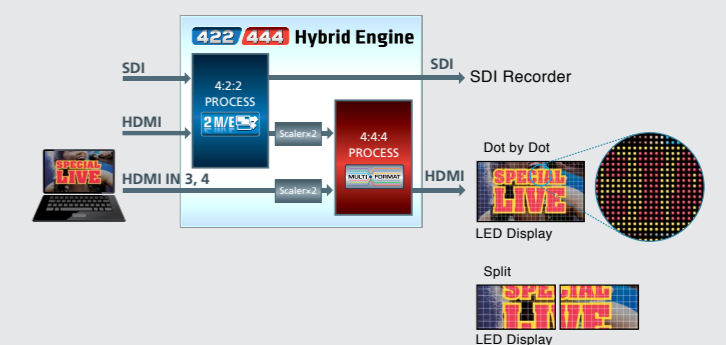 422 / 444 Hybrid Engine
SDI
SDI
SDI Recorder
4:2:2
PROCESS
2 M/E
HDMI
Scaler×2
4:4:4
PROCESS
MULTI FORMAT
SPECIAL
LIVE
HDMI IN 3, 4
Scaler×2
HDMI
Dot by Dot
SPECIAL
LIVE
LED Display
Split
SPECIAL
LIVE
LED Display